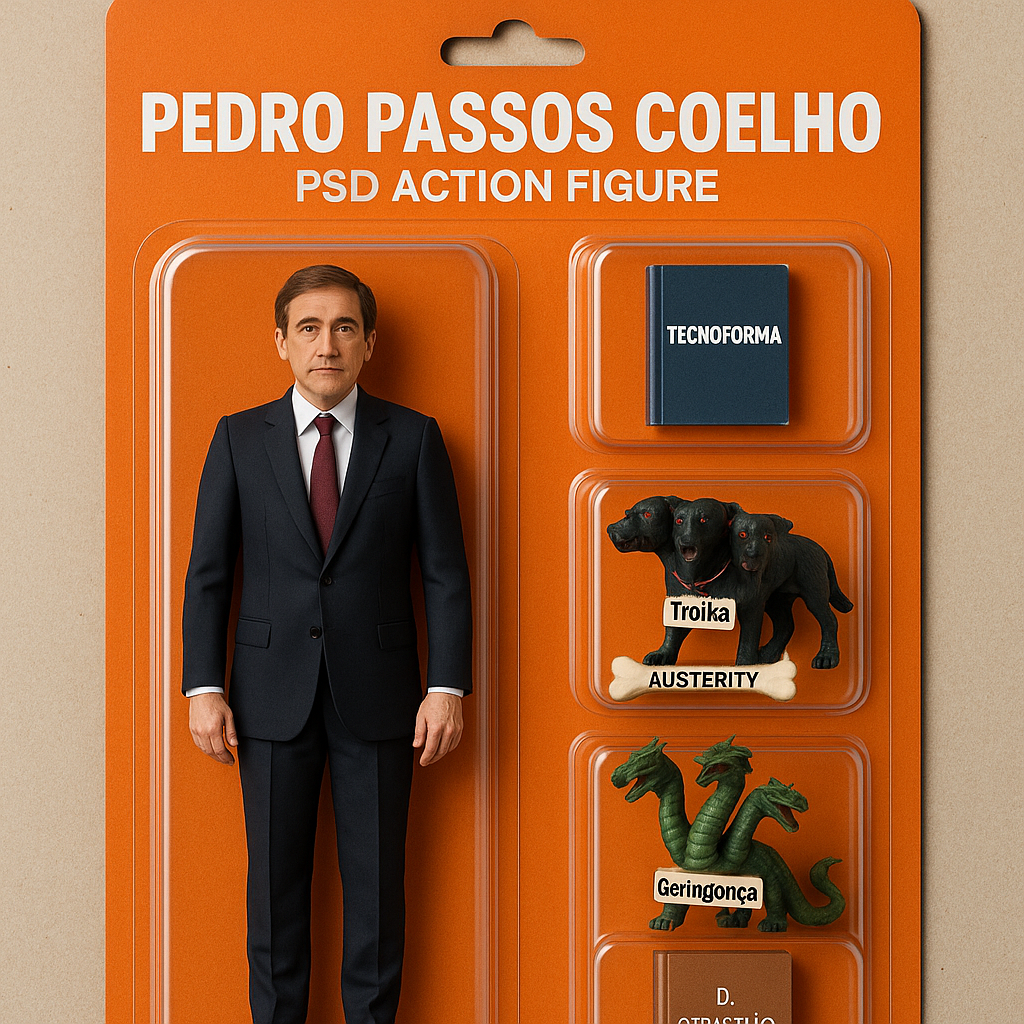 PEDRO PASSOS COELHO
PSD ACTION FIGURE
TECNOFORMA
Troika
AUSTERITY
Geringonça
D.